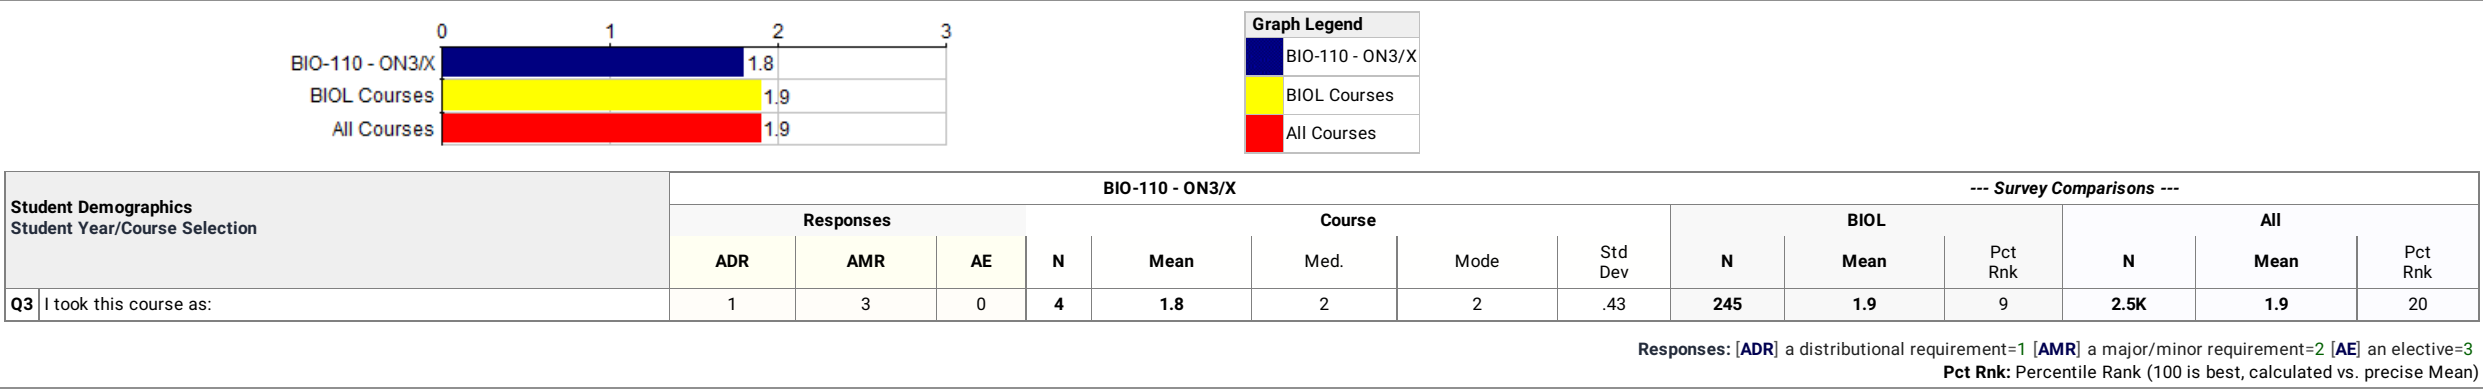 0 1 2 3
BIO-110 - ON3/X 1.8
BIOL Courses 1.9
All Courses 1.9
Graph Legend
BIO-110 - ON3/X
BIOL Courses
All Courses
Student Demographics
Student Year/Course Selection
BIO-110 - ON3/X --- Survey Comparisons ---
Responses Course BIOL All
ADR AMR AE N Mean Med. Mode Std Dev N Mean Pct Rnk N Mean Pct Rnk
Q3 I took this course as: 1 3 0 4 1.8 2 2 .43 245 1.9 9 2.5K 1.9 20
Responses: [ADR] a distributional requirement=1 [AMR] a major/minor requirement=2 [AE] an elective=3
Pct Rnk: Percentile Rank (100 is best, calculated vs. precise Mean)